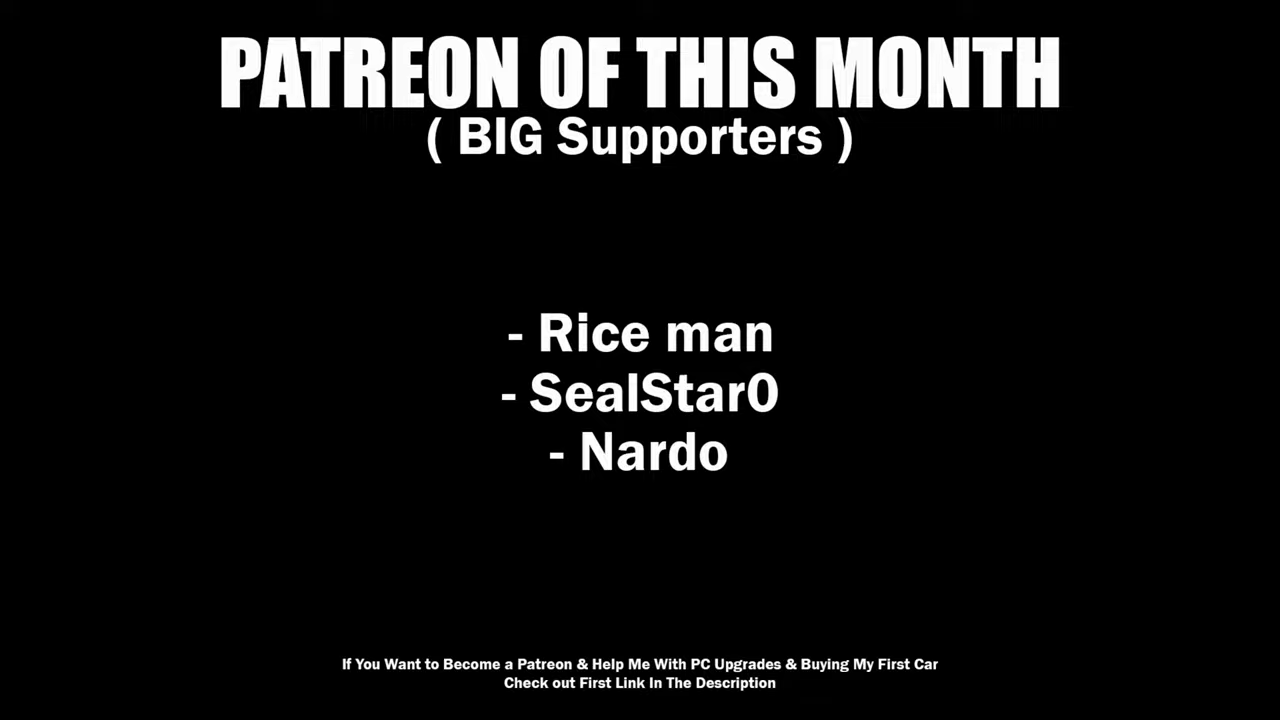 PATREON OF THIS MONTH
( BIG Supporters )
- Rice man
- SealStar0
- Nardo
If You Want to Become a Patreon & Help Me With PC Upgrades & Buying My First Car
Check out First Link In The Description